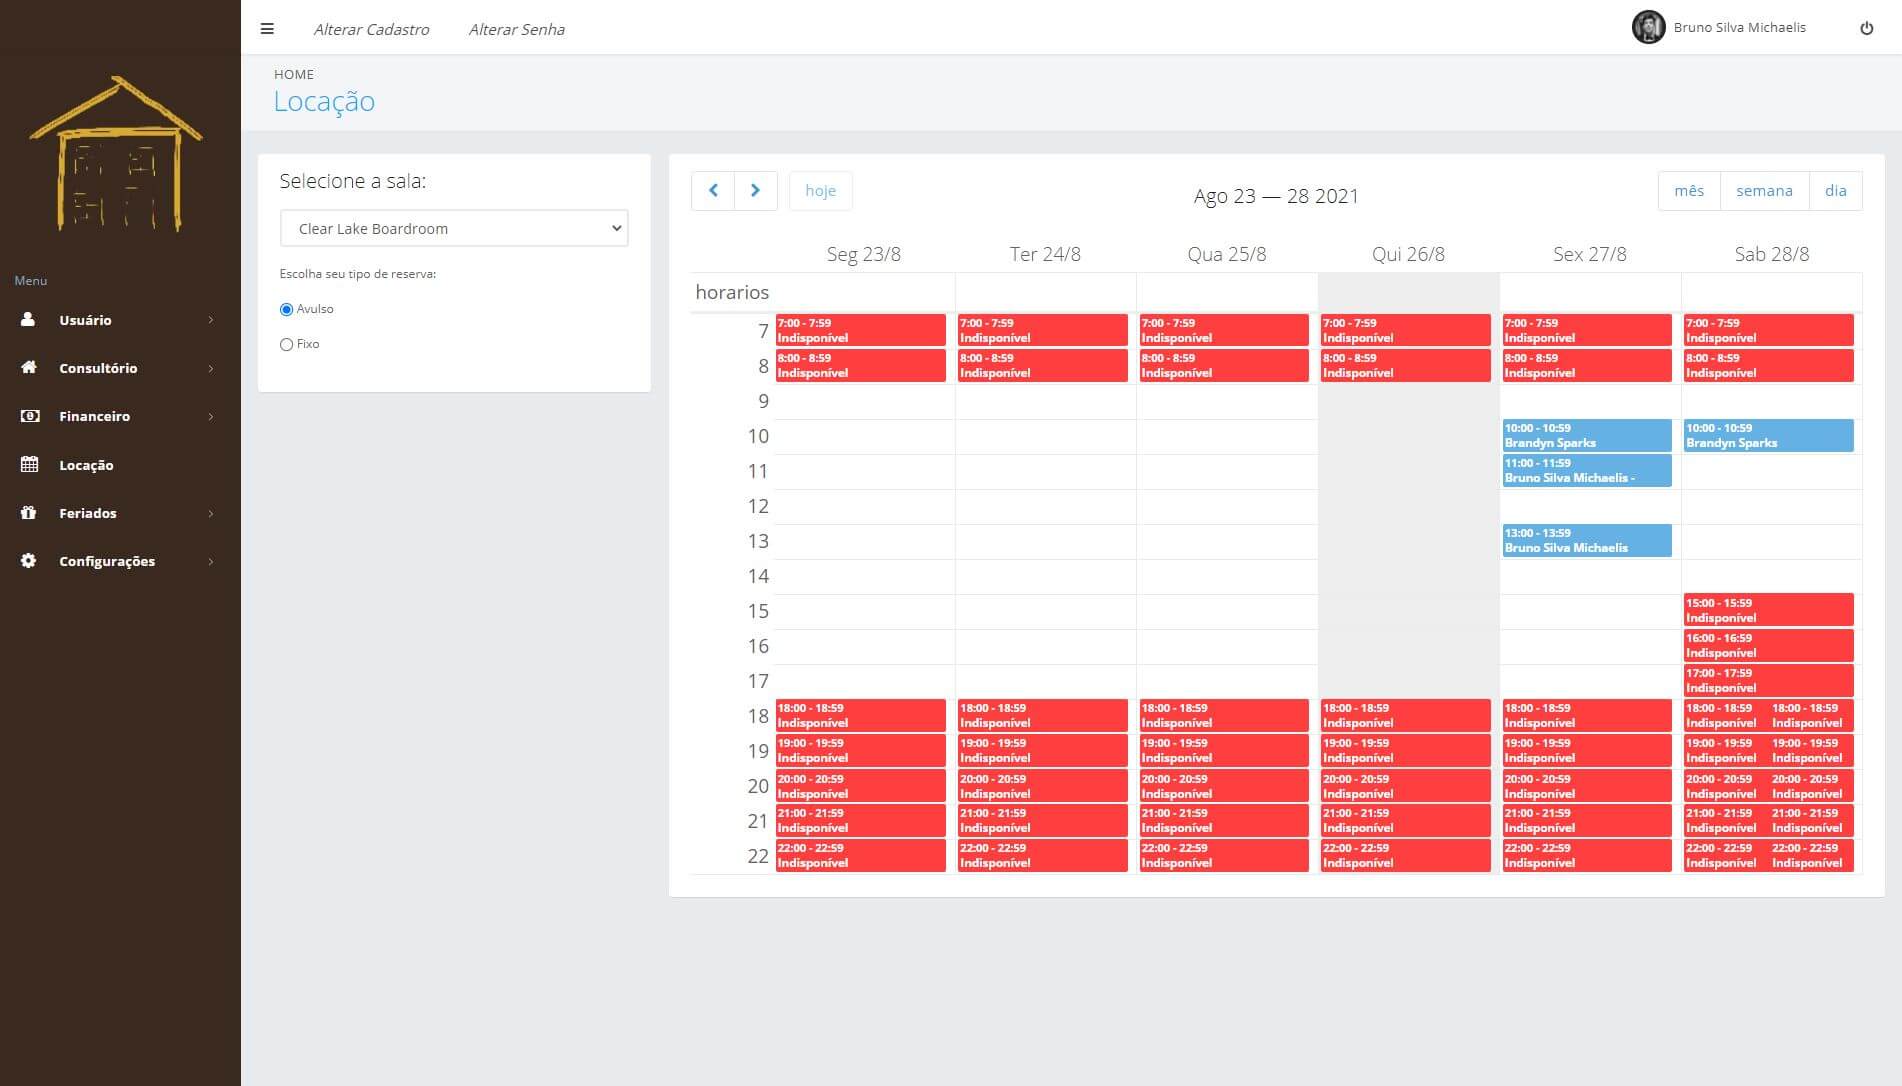 Alterar Cadastro
Alterar Senha
Bruno Silva Michaelis
HOME
Locação
Menu
Usuário
Consultório
Financeiro
Locação
Feriados
Configurações
Selecione a sala:
Clear Lake Boardroom
Escolha seu tipo de reserva:
Avulso
Fixo
hoje
Ago 23 — 28 2021
mês semana dia
Seg 23/8 Ter 24/8 Qua 25/8 Qui 26/8 Sex 27/8 Sab 28/8
horarios
7
7:00 - 7:59 7:00 - 7:59 7:00 - 7:59 7:00 - 7:59 7:00 - 7:59 7:00 - 7:59
Indisponível Indisponível Indisponível Indisponível Indisponível Indisponível
8
8:00 - 8:59 8:00 - 8:59 8:00 - 8:59 8:00 - 8:59 8:00 - 8:59 8:00 - 8:59
Indisponível Indisponível Indisponível Indisponível Indisponível Indisponível
9
10
10:00 - 10:59 10:00 - 10:59
Brandyn Sparks Brandyn Sparks
11
11:00 - 11:59
Bruno Silva Michaelis -
12
13
13:00 - 13:59
Bruno Silva Michaelis
14
15
15:00 - 15:59
Indisponível
16
16:00 - 16:59
Indisponível
17
17:00 - 17:59
Indisponível
18
18:00 - 18:59 18:00 - 18:59 18:00 - 18:59 18:00 - 18:59 18:00 - 18:59 18:00 - 18:59 18:00 - 18:59
Indisponível Indisponível Indisponível Indisponível Indisponível Indisponível Indisponível
19
19:00 - 19:59 19:00 - 19:59 19:00 - 19:59 19:00 - 19:59 19:00 - 19:59 19:00 - 19:59 19:00 - 19:59
Indisponível Indisponível Indisponível Indisponível Indisponível Indisponível Indisponível
20
20:00 - 20:59 20:00 - 20:59 20:00 - 20:59 20:00 - 20:59 20:00 - 20:59 20:00 - 20:59 20:00 - 20:59
Indisponível Indisponível Indisponível Indisponível Indisponível Indisponível Indisponível
21
21:00 - 21:59 21:00 - 21:59 21:00 - 21:59 21:00 - 21:59 21:00 - 21:59 21:00 - 21:59 21:00 - 21:59
Indisponível Indisponível Indisponível Indisponível Indisponível Indisponível Indisponível
22
22:00 - 22:59 22:00 - 22:59 22:00 - 22:59 22:00 - 22:59 22:00 - 22:59 22:00 - 22:59 22:00 - 22:59
Indisponível Indisponível Indisponível Indisponível Indisponível Indisponível Indisponível